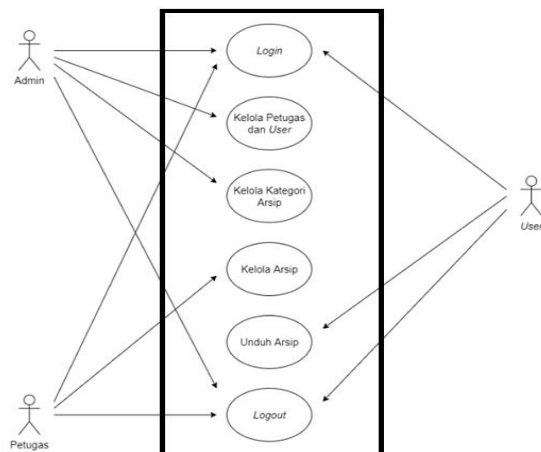 Login
Admin
Kelola Petugas
dan User
Kelola Kategori
Arsip
User
Kelola Arsip
Unduh Arsip
Logout
Petugas